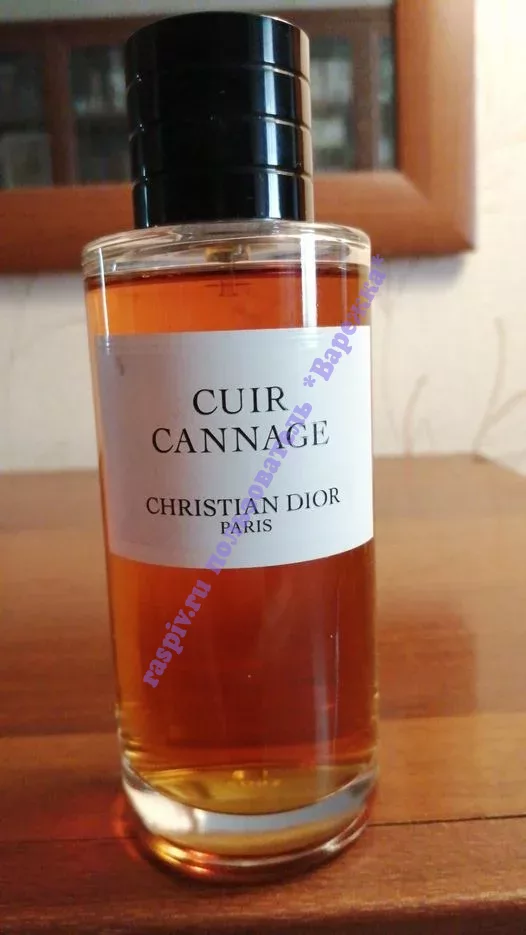 CUIR
CANNAGE
CHRISTIAN DIOR
PARIS
raspiv.ru пользователь *Варежка*